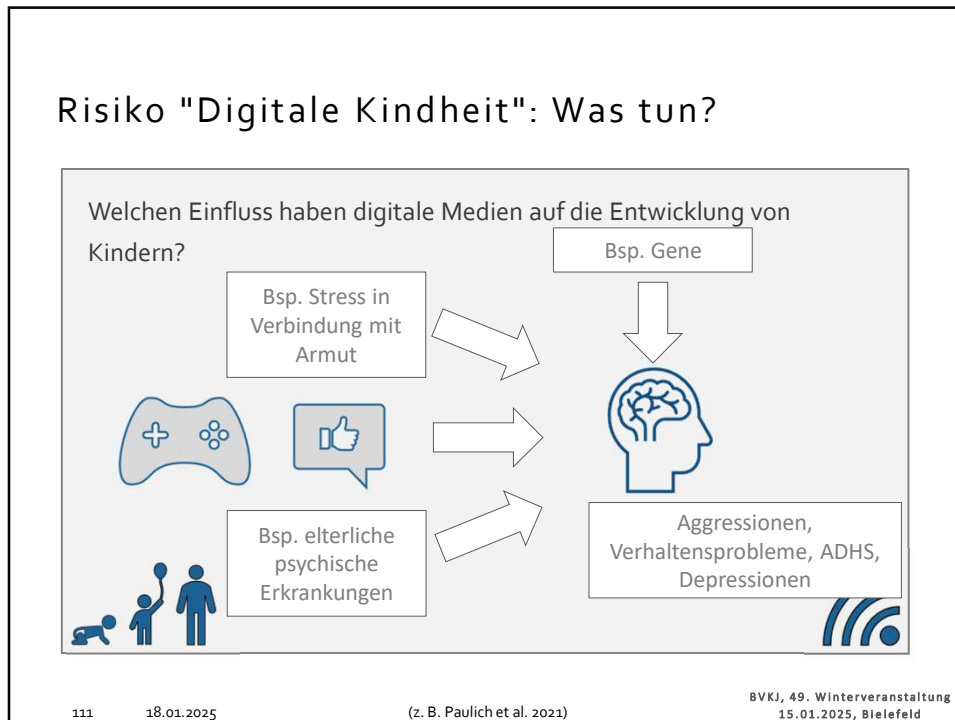 Risiko "Digitale Kindheit": Was tun?
Welchen Einfluss haben digitale Medien auf die Entwicklung von
Kindern?
Bsp. Gene
Bsp. Stress in
Verbindung mit
Armut
Bsp. elterliche
psychische
Erkrankungen
Aggressionen,
Verhaltensprobleme, ADHS,
Depressionen
111 18.01.2025 (z. B. Paulich et al. 2021)
BVKJ, 49. Winterveranstaltung
15.01.2025, Bielefeld